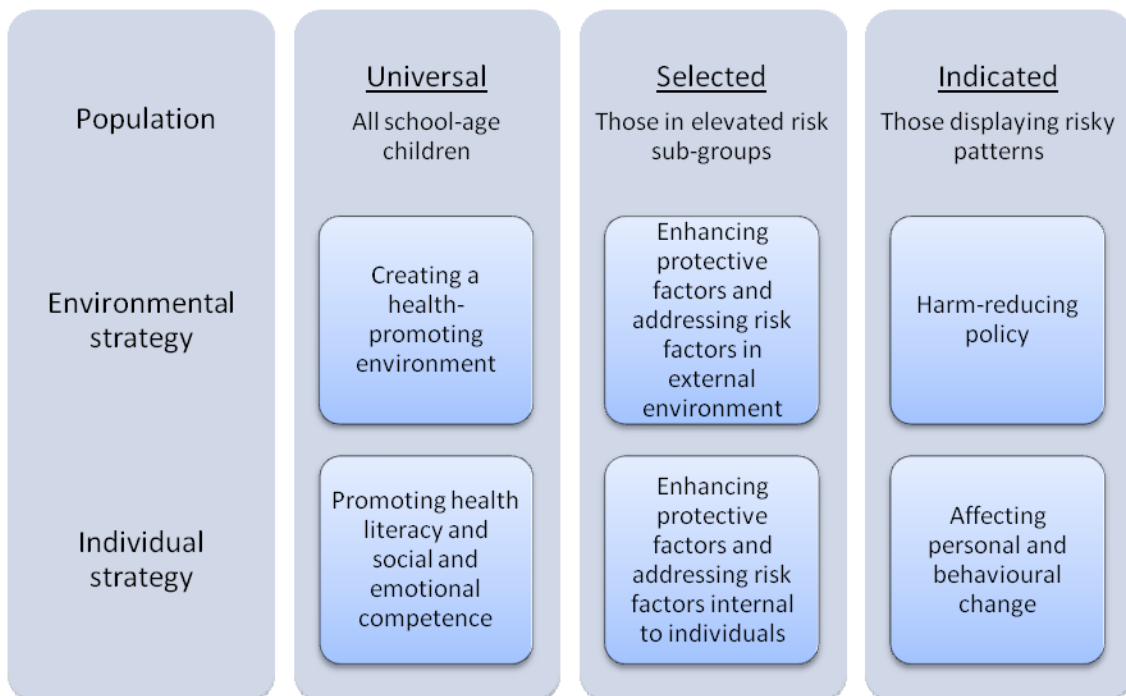 Population
Universal
All school-age
children
Selected
Those in elevated risk
sub-groups
Indicated
Those displaying risky
patterns
Environmental
strategy
Creating a
health-
promoting
environment
Enhancing
protective
factors and
addressing risk
factors in
external
environment
Harm-reducing
policy
Individual
strategy
Promoting health
literacy and
social and
emotional
competence
Enhancing
protective
factors and
addressing risk
factors internal
to individuals
Affecting
personal and
behavioural
change